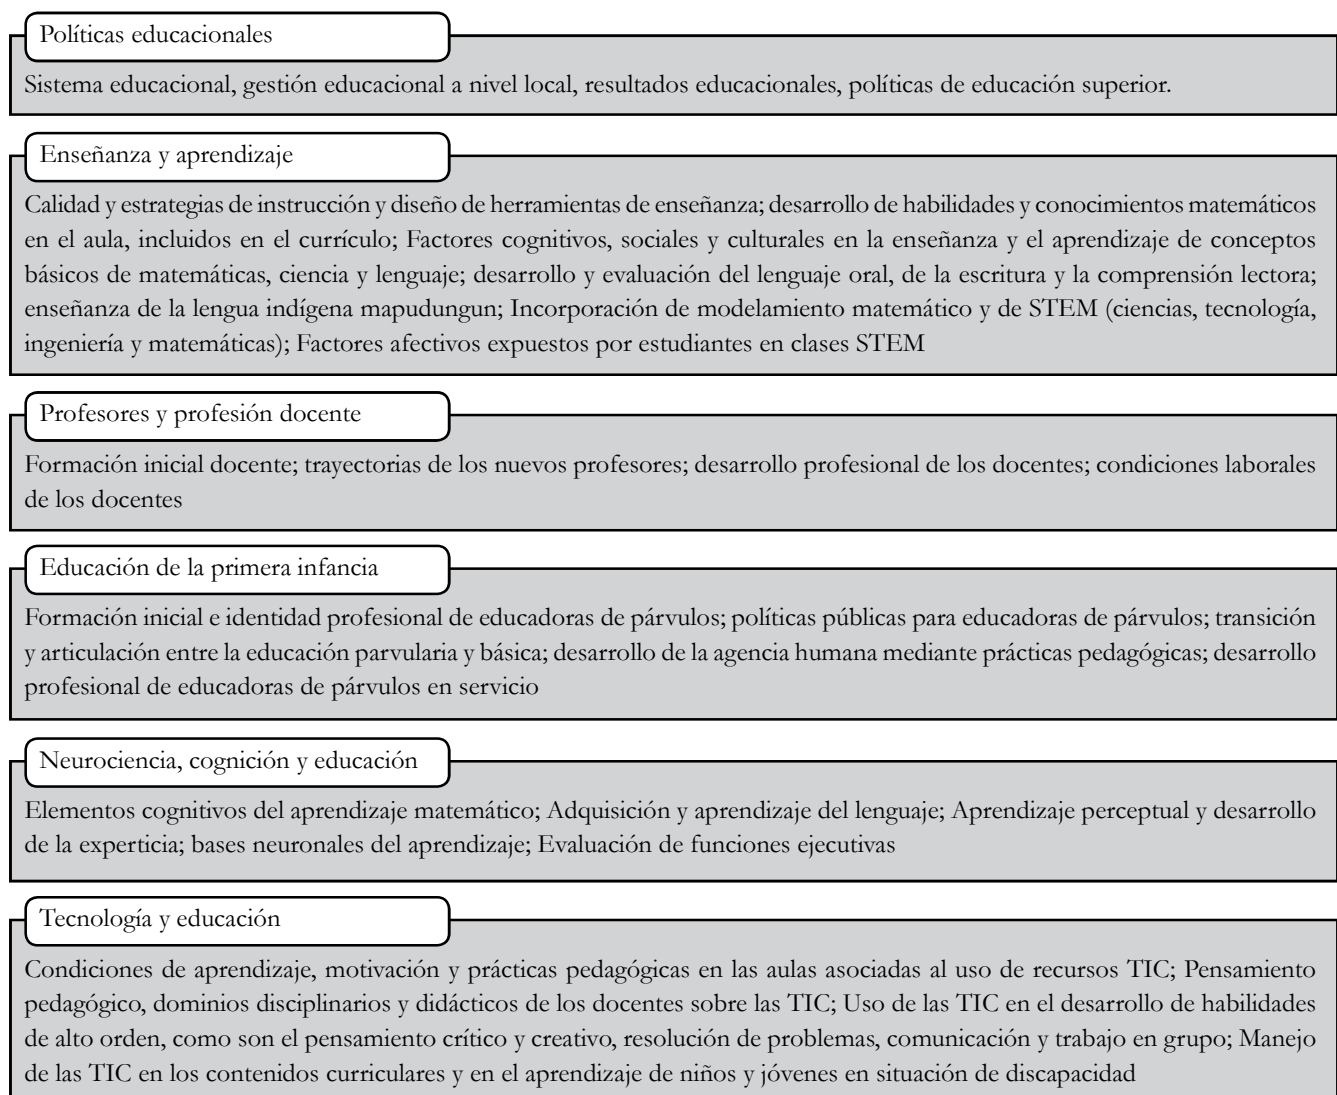 Políticas educacionales
Sistema educacional, gestión educacional a nivel local, resultados educacionales, políticas de educación superior.
Enseñanza y aprendizaje
Calidad y estrategias de instrucción y diseño de herramientas de enseñanza; desarrollo de habilidades y conocimientos matemáticos
en el aula, incluidos en el currículo; Factores cognitivos, sociales y culturales en la enseñanza y el aprendizaje de conceptos
básicos de matemáticas, ciencia y lenguaje; desarrollo y evaluación del lenguaje oral, de la escritura y la comprensión lectora;
enseñanza de la lengua indígena mapudungun; Incorporación de modelamiento matemático y de STEM (ciencias, tecnología,
ingeniería y matemáticas); Factores afectivos expuestos por estudiantes en clases STEM
Profesores y profesión docente
Formación inicial docente; trayectorias de los nuevos profesores; desarrollo profesional de los docentes; condiciones laborales
de los docentes
Educación de la primera infancia
Formación inicial e identidad profesional de educadoras de párvulos; políticas públicas para educadoras de párvulos; transición
y articulación entre la educación parvularia y básica; desarrollo de la agencia humana mediante prácticas pedagógicas; desarrollo
profesional de educadoras de párvulos en servicio
Neurociencia, cognición y educación
Elementos cognitivos del aprendizaje matemático; Adquisición y aprendizaje del lenguaje; Aprendizaje perceptual y desarrollo
de la experticia; bases neuronales del aprendizaje; Evaluación de funciones ejecutivas
Tecnología y educación
Condiciones de aprendizaje, motivación y prácticas pedagógicas en las aulas asociadas al uso de recursos TIC; Pensamiento
pedagógico, dominios disciplinarios y didácticos de los docentes sobre las TIC; Uso de las TIC en el desarrollo de habilidades
de alto orden, como son el pensamiento crítico y creativo, resolución de problemas, comunicación y trabajo en grupo; Manejo
de las TIC en los contenidos curriculares y en el aprendizaje de niños y jóvenes en situación de discapacidad